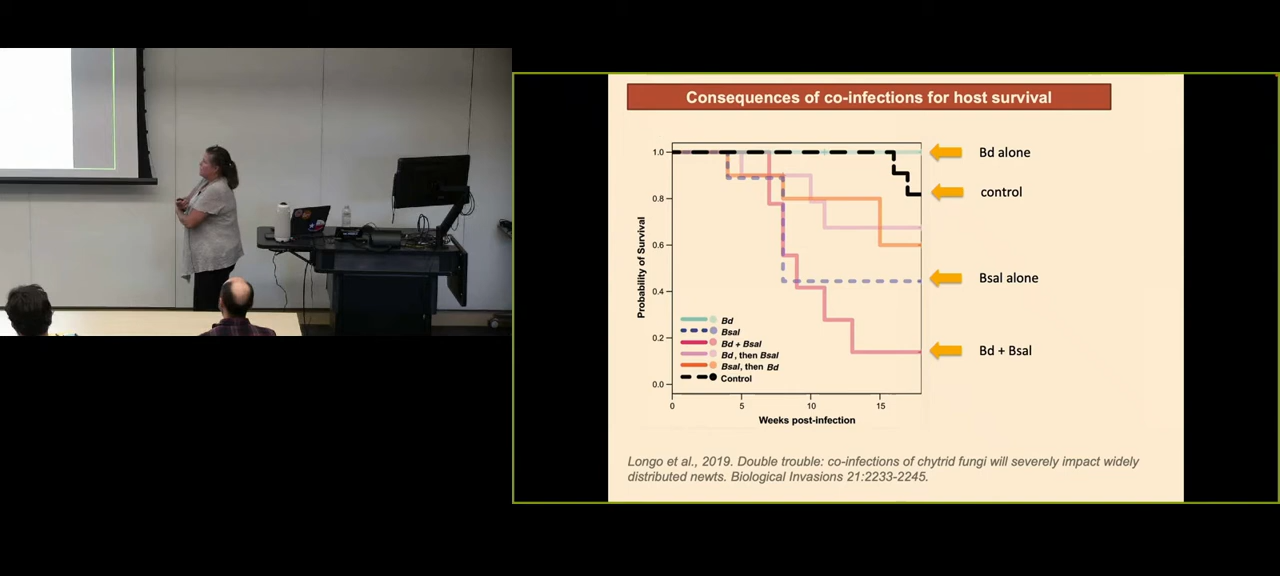 Consequences of co-infections for host survival
1.0
0.8
0.6
0.4
0.2
0.0
Probability of Survival
0
5
10
15
Weeks post-infection
Bd
Bsal
Bd + Bsal
Bd, then Bsal
Bsal, then Bd
Control
Bd alone
control
Bsal alone
Bd + Bsal
Longo et al., 2019. Double trouble: co-infections of chytrid fungi will severely impact widely
distributed newts. Biological Invasions 21:2233-2245.